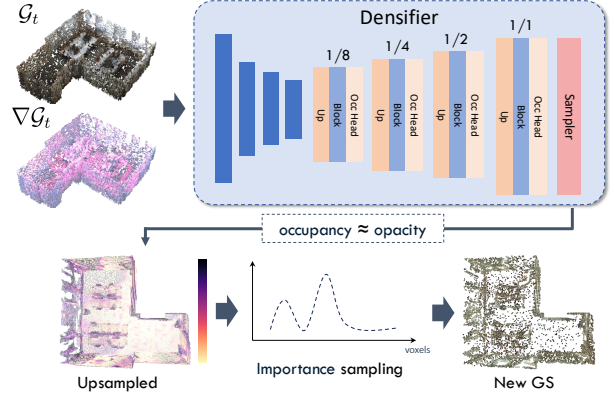 𝒢ₜ
∇𝒢ₜ
Densifier
1/8
1/4
1/2
1/1
Up
Block
Occ Head
Up
Block
Occ Head
Up
Block
Occ Head
Up
Block
Occ Head
Sampler
occupancy ≈ opacity
voxels
Upsampled
Importance sampling
New GS